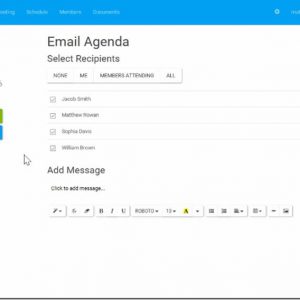 Schedule Members Documents
Email Agenda
Select Recipients
NONE ME MEMBERS ATTENDING ALL
Jacob Smith
Matthew Rowan
Sophia Davis
William Brown
Add Message
Click to add message...
ROBOTO 13 A